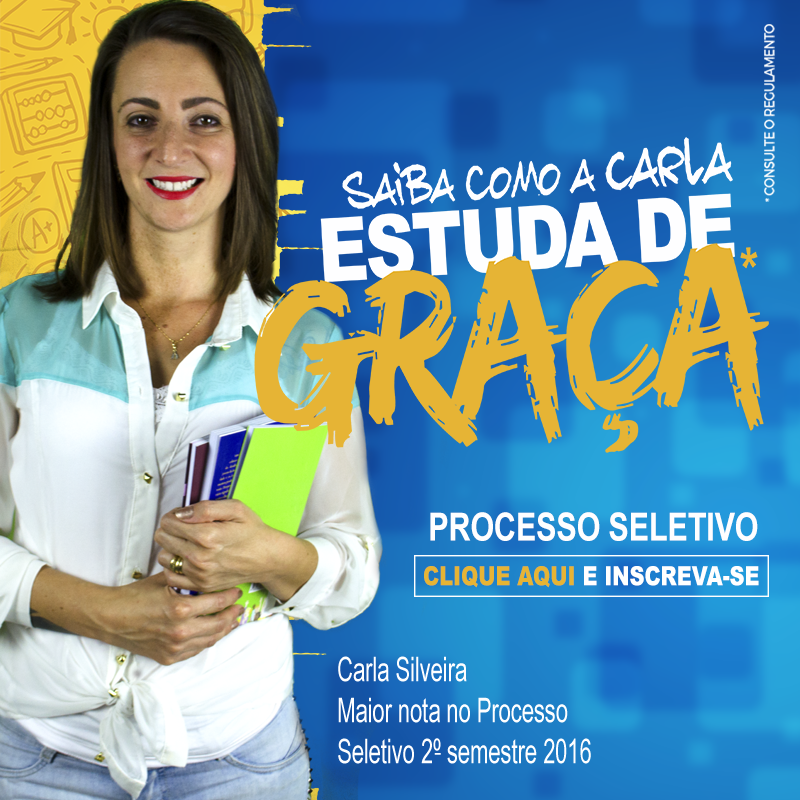 *CONSULTE O REGULAMENTO
SAIBA COMO A CARLA
ESTUDA DE
GRAÇA*
PROCESSO SELETIVO
CLIQUE AQUI E INSCREVA-SE
Carla Silveira
Maior nota no Processo
Seletivo 2º semestre 2016
A+